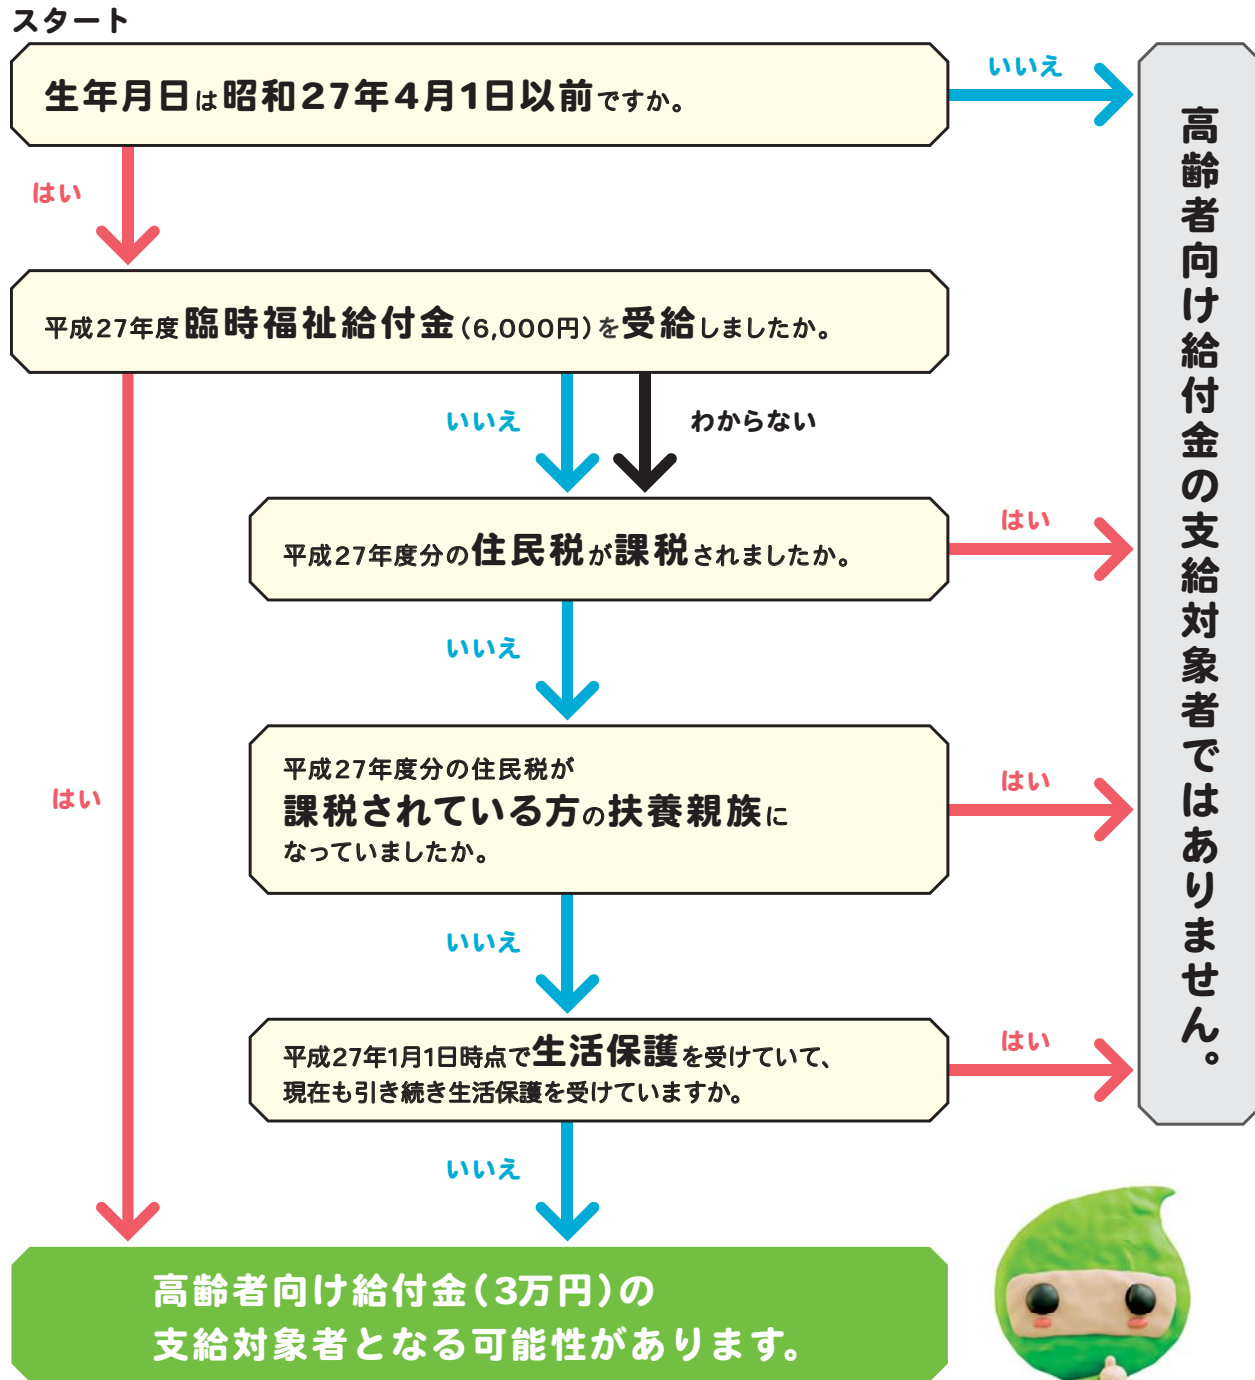 スタート
生年月日は昭和27年4月1日以前ですか。
いいえ
はい
平成27年度臨時福祉給付金(6,000円)を受給しましたか。
いいえ
わからない
平成27年度分の住民税が課税されましたか。
はい
いいえ
平成27年度分の住民税が
課税されている方の扶養親族に
なっていましたか。
はい
はい
いいえ
平成27年1月1日時点で生活保護を受けていて、
現在も引き続き生活保護を受けていますか。
はい
いいえ
高齢者向け給付金(3万円)の
支給対象者となる可能性があります。
高齢者向け給付金の支給対象者ではありません。